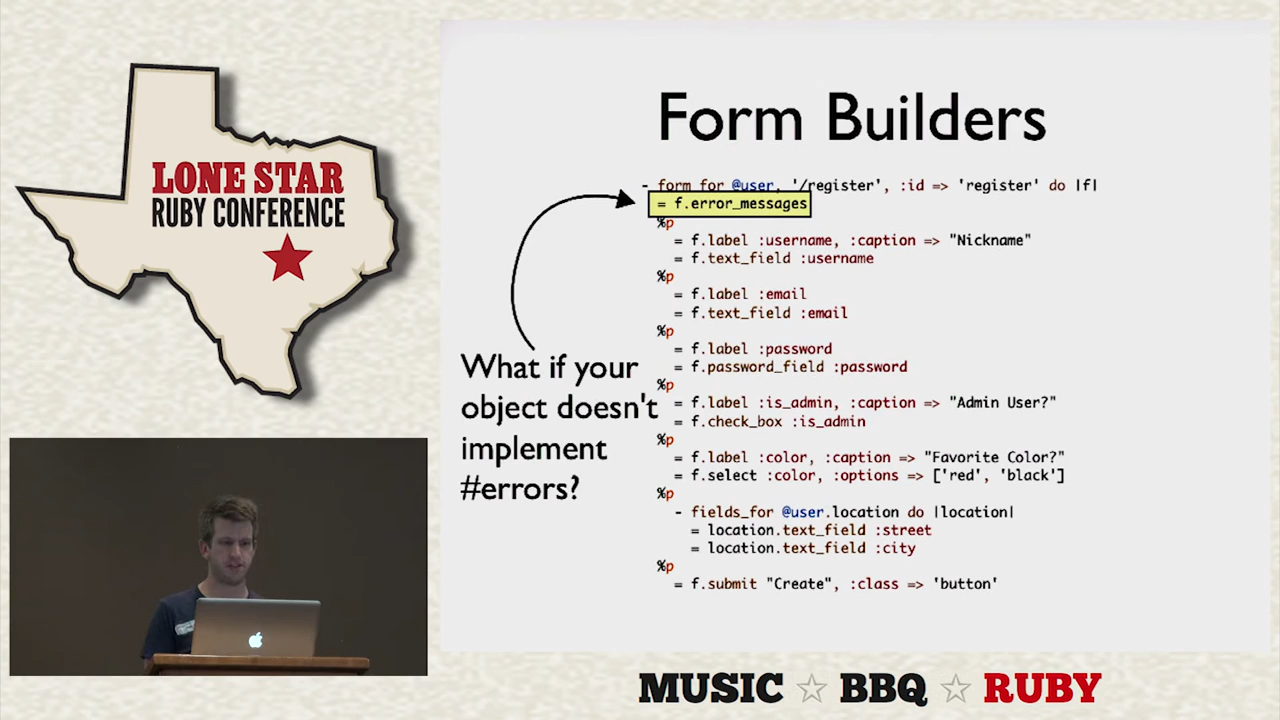 LONE STAR
RUBY CONFERENCE
Form Builders
- form_for @user, '/register', :id => 'register' do |f|
= f.error_messages
%p
= f.label :username, :caption => "Nickname"
= f.text_field :username
%p
= f.label :email
= f.text_field :email
%p
= f.label :password
= f.password_field :password
%p
= f.label :is_admin, :caption => "Admin User?"
= f.check_box :is_admin
%p
= f.label :color, :caption => "Favorite Color?"
= f.select :color, :options => ['red', 'black']
%p
- fields_for @user.location do |location|
= location.text_field :street
= location.text_field :city
%p
= f.submit "Create", :class => 'button'
What if your
object doesn't
implement
#errors?
MUSIC ☆ BBQ ☆ RUBY